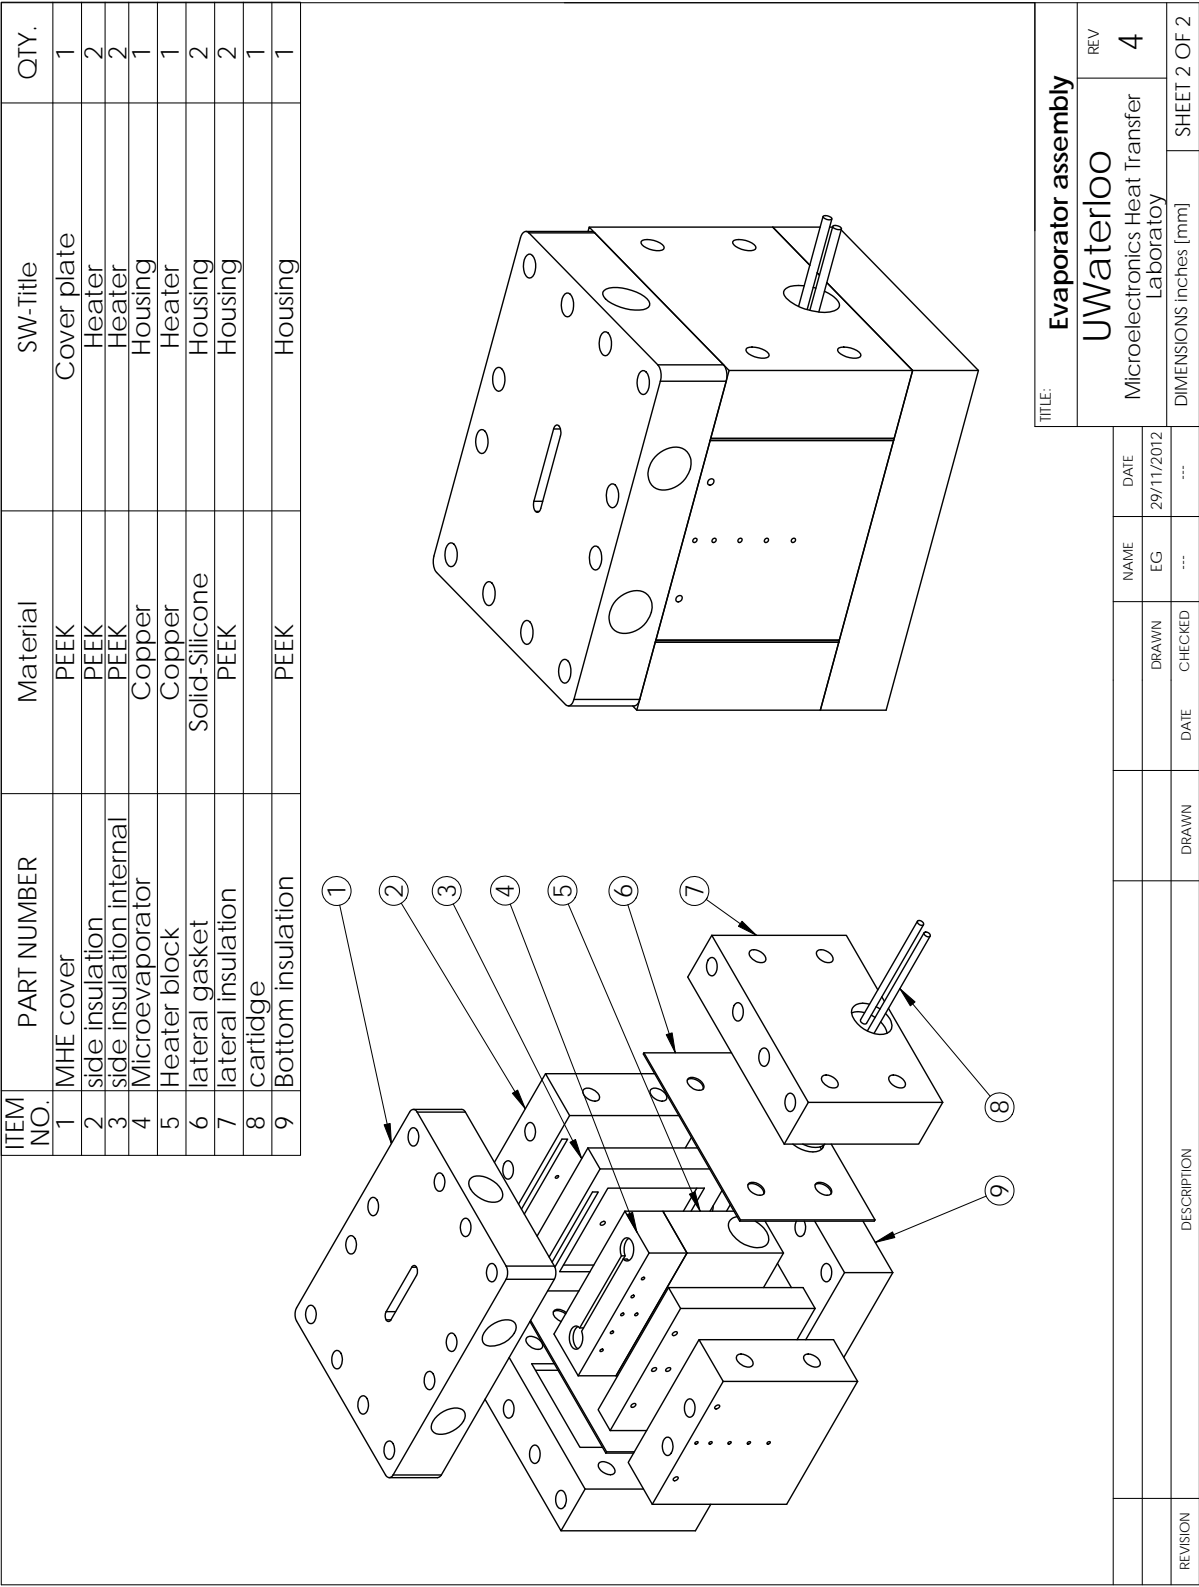 ITEM NO. PART NUMBER Material SW-Title QTY.
1 MHE cover PEEK Cover plate 1
2 side insulation PEEK Heater 2
3 side insulation internal PEEK Heater 2
4 Microevaporator Copper Housing 1
5 Heater block Copper Heater 1
6 lateral gasket Solid-Silicone Housing 2
7 lateral insulation PEEK Housing 2
8 cartidge 1
9 Bottom insulation PEEK Housing 1
1
2
3
4
5
6
7
8
9
TITLE:
Evaporator assembly
UWaterloo
Microelectronics Heat Transfer
Laboratoy
REV
4
DIMENSIONS inches [mm]
SHEET 2 OF 2
NAME DATE
DRAWN EG 29/11/2012
CHECKED --- ---
REVISION DESCRIPTION DRAWN DATE